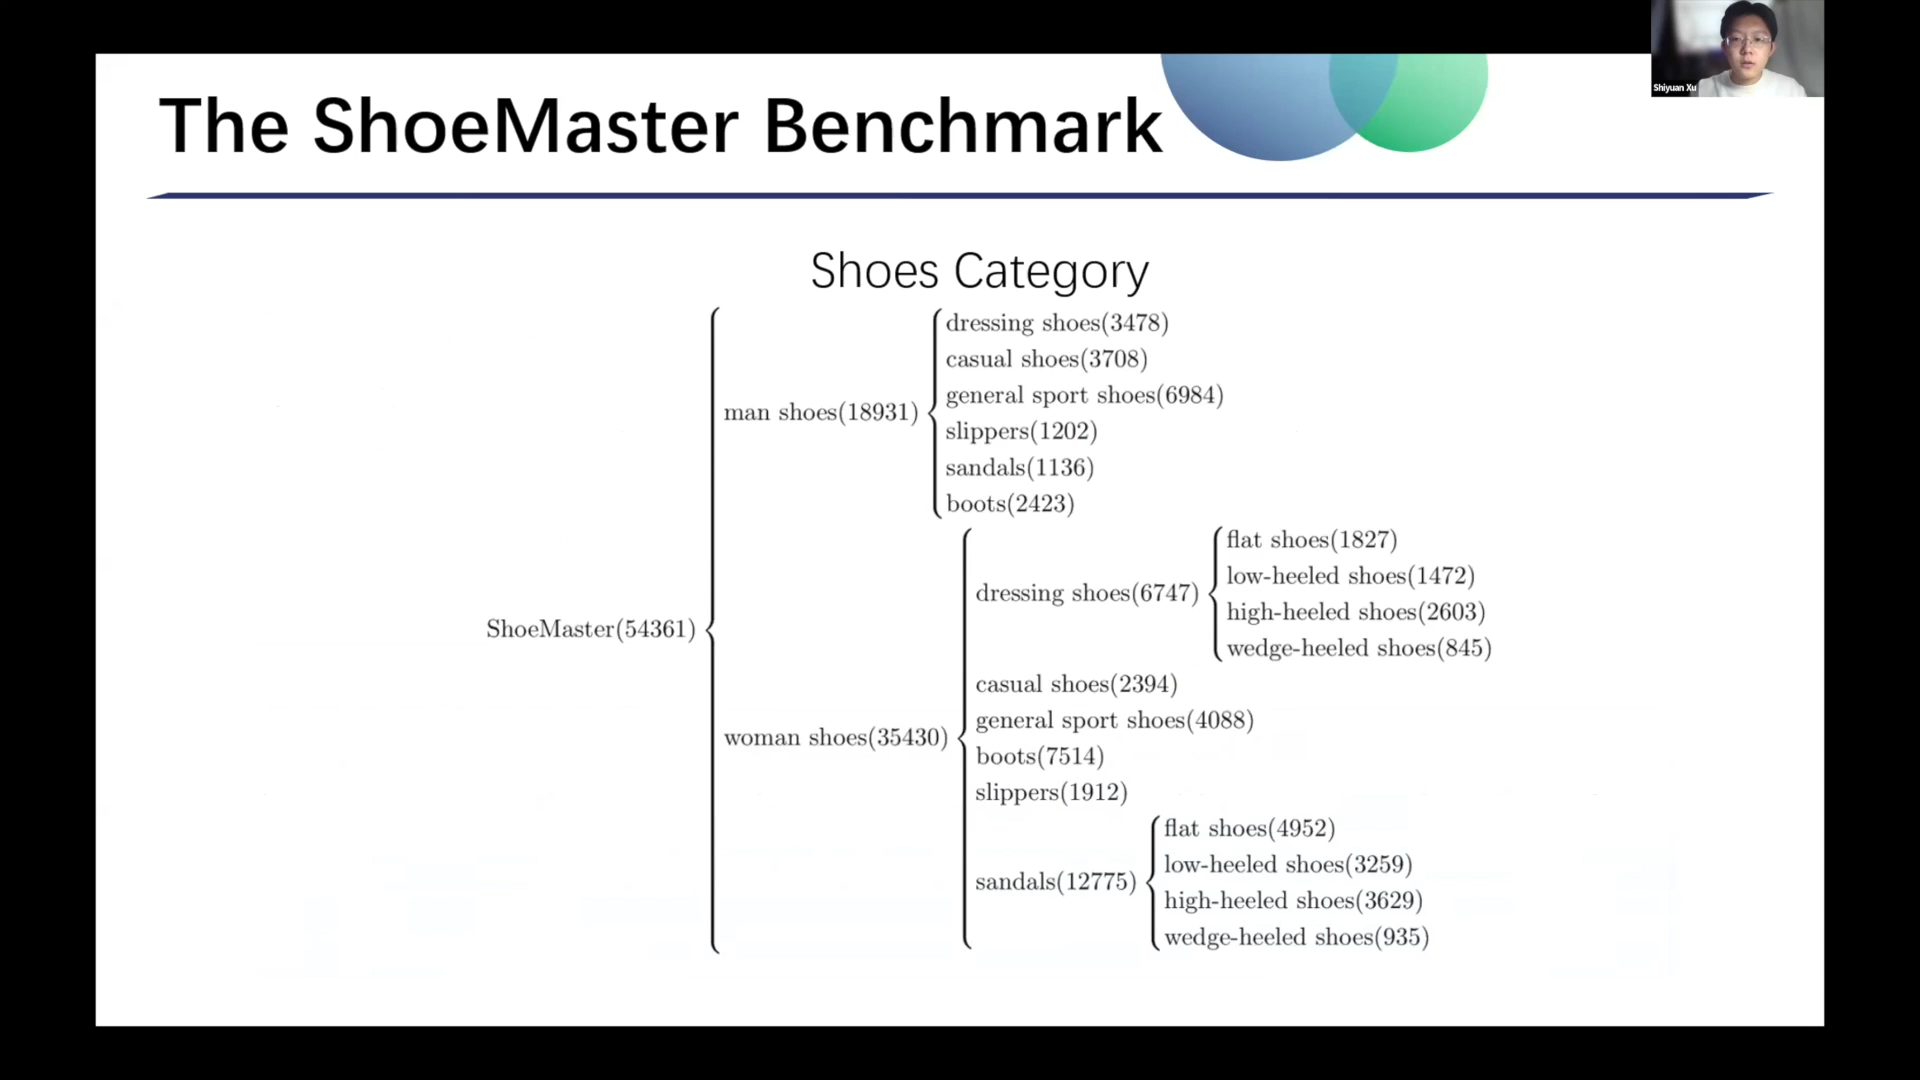 The ShoeMaster Benchmark
Shiyuan Xu
Shoes Category
dressing shoes(3478)
casual shoes(3708)
general sport shoes(6984)
man shoes(18931)
slippers(1202)
sandals(1136)
boots(2423)
flat shoes(1827)
low-heeled shoes(1472)
dressing shoes(6747)
high-heeled shoes(2603)
ShoeMaster(54361)
wedge-heeled shoes(845)
casual shoes(2394)
general sport shoes(4088)
woman shoes(35430)
boots(7514)
slippers(1912)
flat shoes(4952)
low-heeled shoes(3259)
sandals(12775)
high-heeled shoes(3629)
wedge-heeled shoes(935)